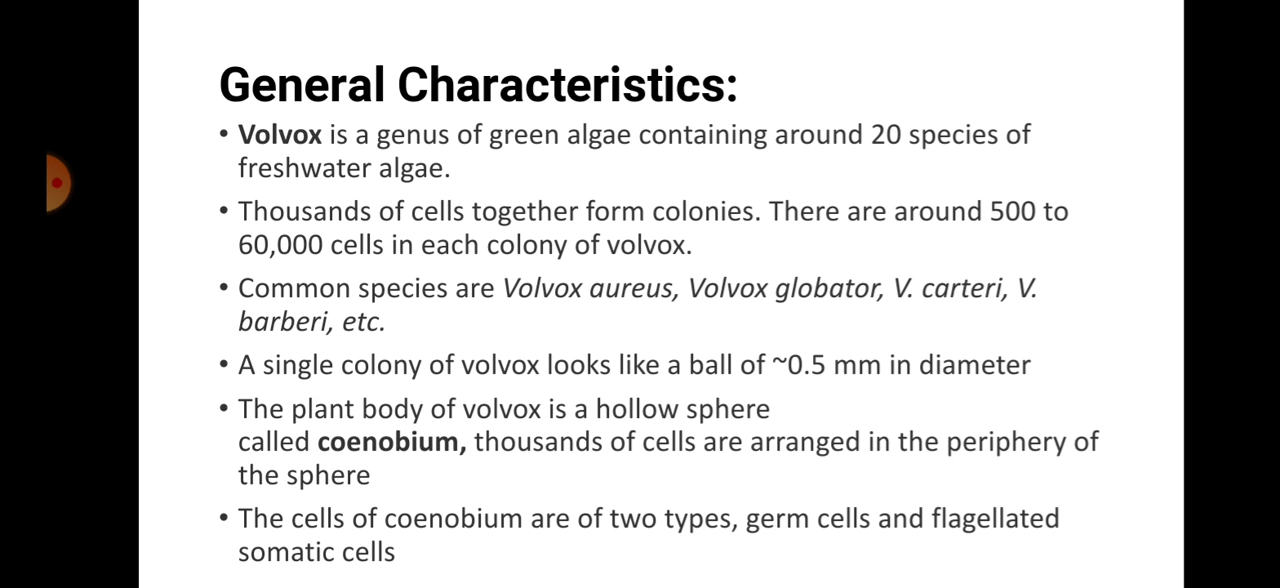 General Characteristics:
• Volvox is a genus of green algae containing around 20 species of
freshwater algae.
• Thousands of cells together form colonies. There are around 500 to
60,000 cells in each colony of volvox.
• Common species are Volvox aureus, Volvox globator, V. carteri, V.
barberi, etc.
• A single colony of volvox looks like a ball of ~0.5 mm in diameter
• The plant body of volvox is a hollow sphere
called coenobium, thousands of cells are arranged in the periphery of
the sphere
• The cells of coenobium are of two types, germ cells and flagellated
somatic cells